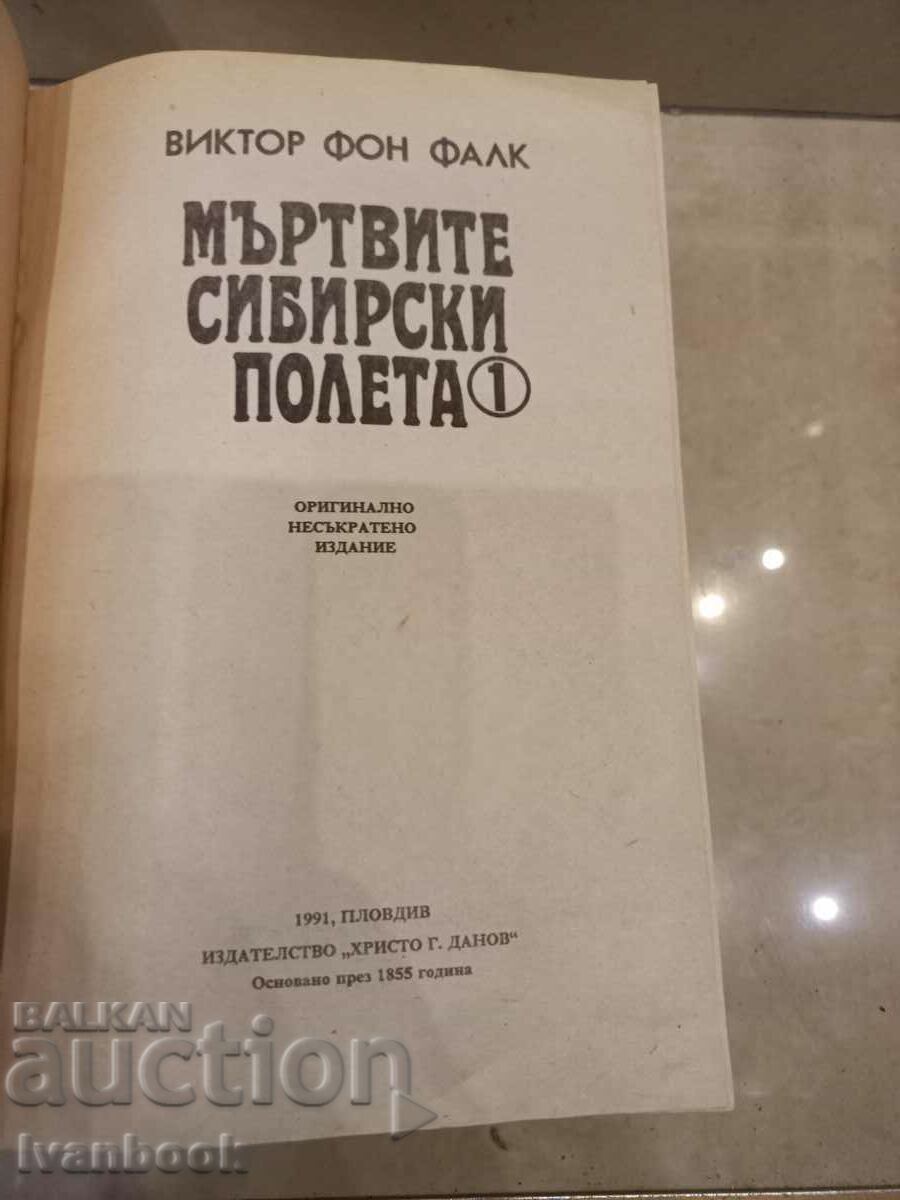 ВИКТОР ФОН ФАЛК
МЪРТВИТЕ
СИБИРСКИ
ПОЛЕТА 1
ОРИГИНАЛНО
НЕСЪКРАТЕНО
ИЗДАНИЕ
1991, ПЛОВДИВ
ИЗДАТЕЛСТВО „ХРИСТО Г. ДАНОВ“
Основано през 1855 година
BALKAN
auction
Ivanbook